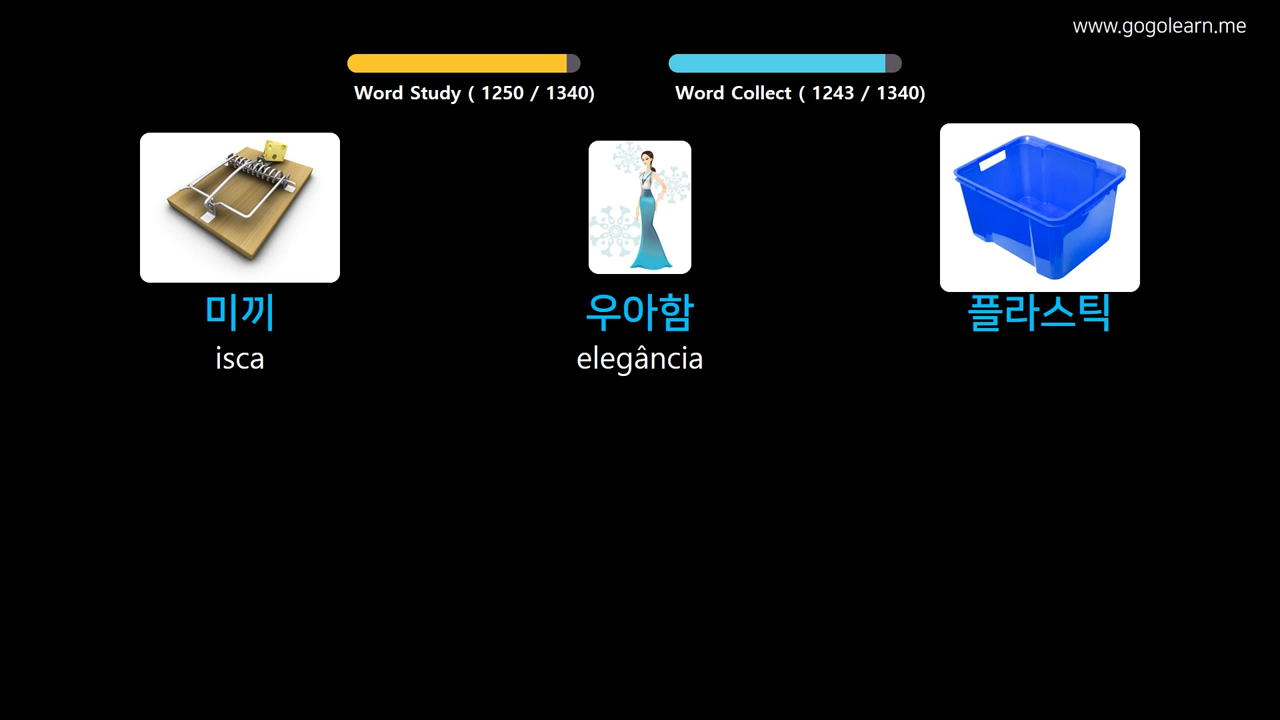 www.gogolearn.me
Word Study ( 1250 / 1340)
Word Collect ( 1243 / 1340)
미끼
우아함
플라스틱
isca
elegância